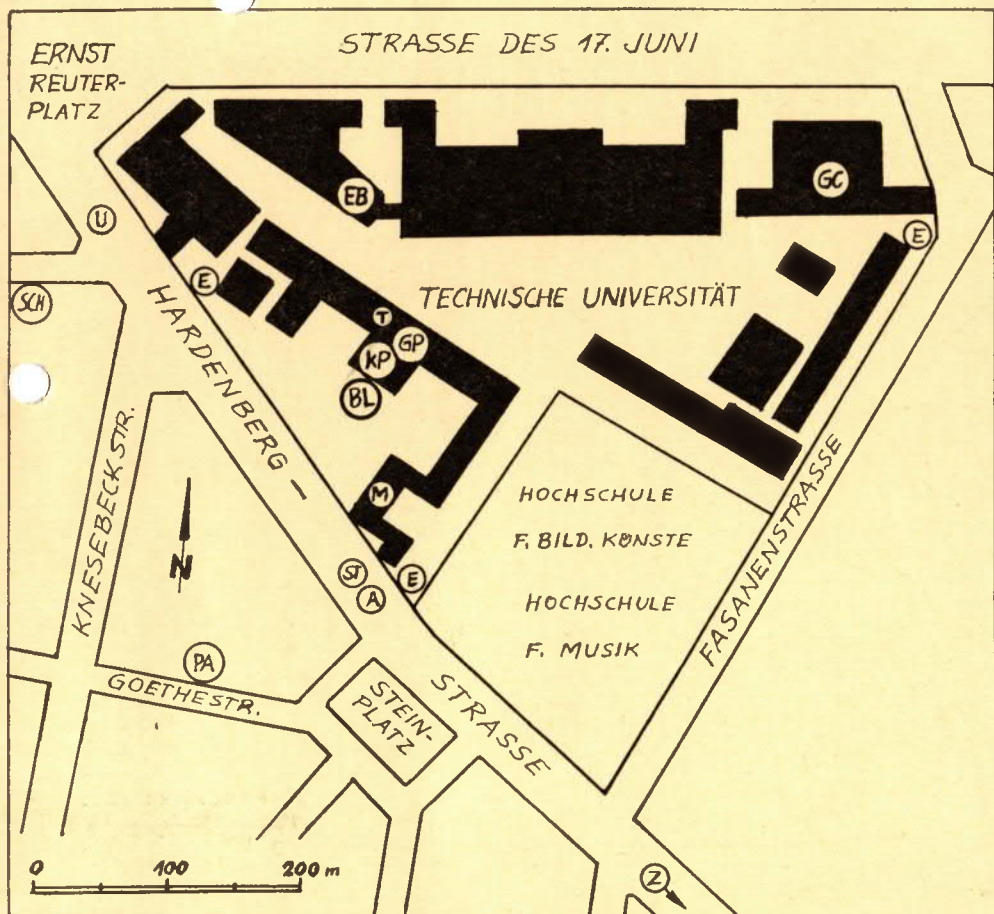 STRASSE DES 17. JUNI
ERNST
REUTER-
PLATZ
EB
GC
U
E
E
SCH
TECHNISCHE UNIVERSITÄT
T
GP
KP
BL
HARDENBERG -
STRASSE
KNESEBECKSTR.
M
HOCHSCHULE
F. BILD. KÜNSTE
HOCHSCHULE
F. MUSIK
FASANENSTRASSE
N
ST
A
E
PA
GOETHESTR.
STEIN-
PLATZ
0 100 200 m
Z